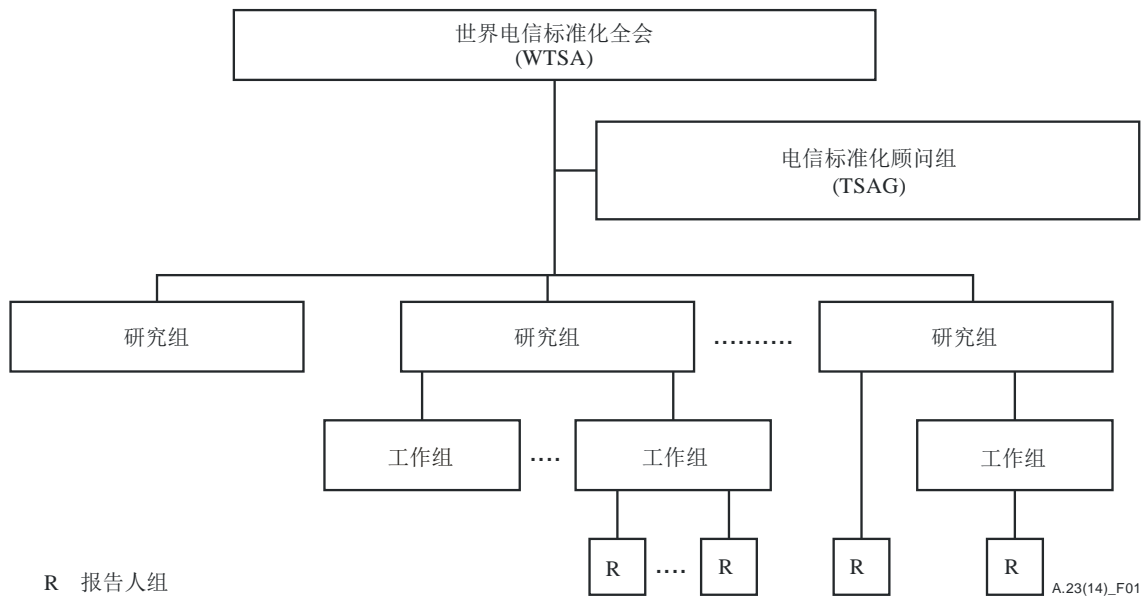 世界电信标准化全会
(WTSA)
电信标准化顾问组
(TSAG)
研究组
研究组
..........
研究组
工作组
....
工作组
工作组
R
....
R
R
R
R 报告人组
A.23(14)_F01